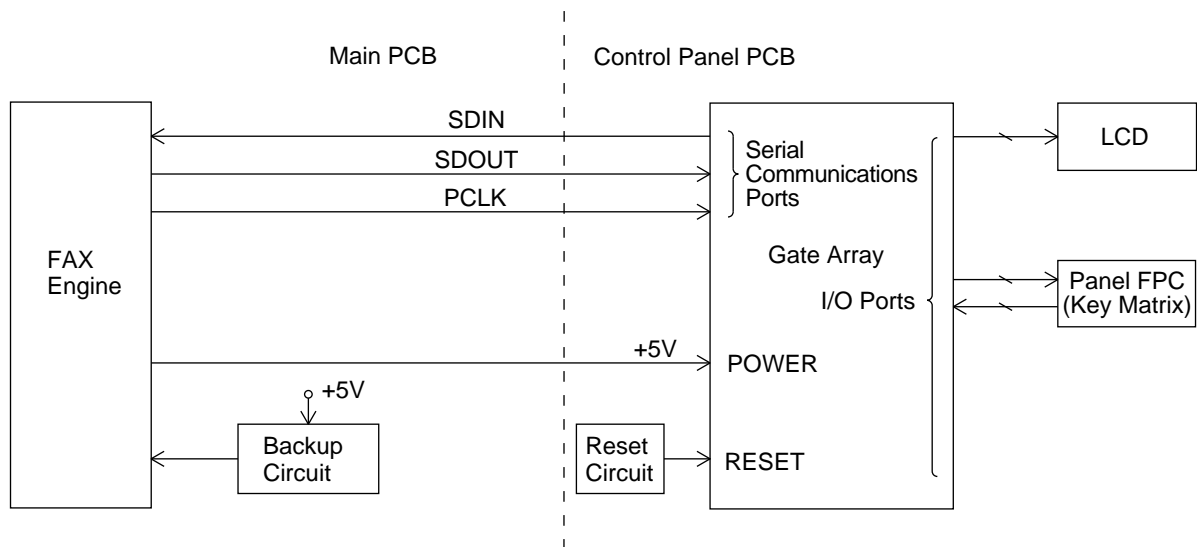 Main PCB
Control Panel PCB
SDIN
SDOUT
PCLK
FAX
Engine
Serial
Communications
Ports
LCD
Gate Array
I/O Ports
Panel FPC
(Key Matrix)
+5V
POWER
+5V
Backup
Circuit
Reset
Circuit
RESET